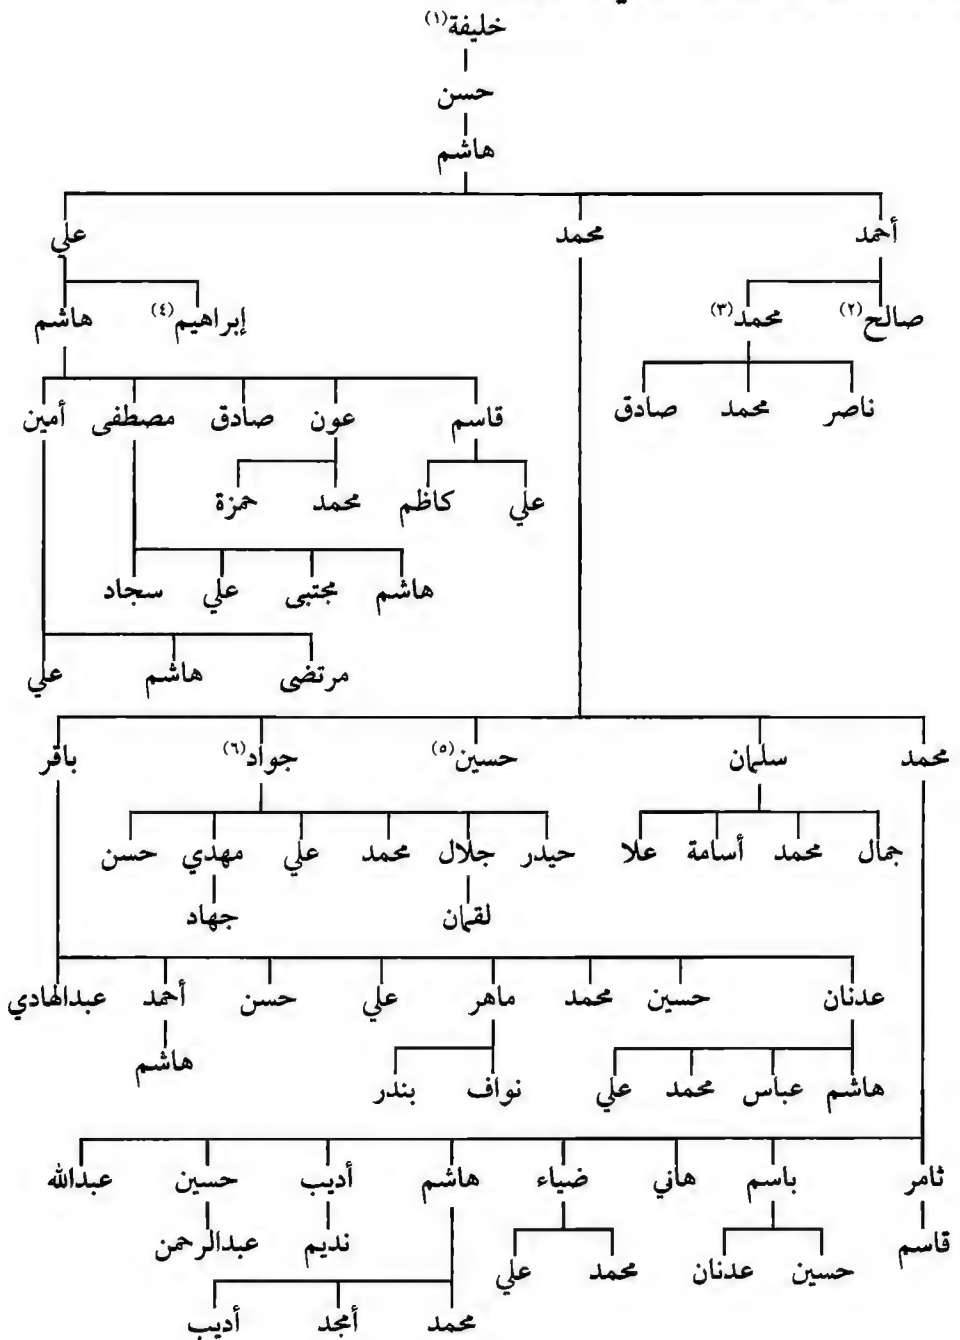 خليفة(١)
حسن
هاشم
أحمد محمد علي
صالح(٢) محمد(٣) إبراهيم(٤) هاشم
ناصر محمد صادق قاسم عون صادق مصطفى أمين
علي كاظم محمد حمزة
هاشم مجتبى علي سجاد
مرتضى هاشم علي
محمد سلمان حسين(٥) جواد(٦) باقر
جمال محمد أسامة علا حيدر جلال محمد علي مهدي حسن
لقمان جهاد
عدنان حسين محمد ماهر علي حسن أحمد عبدالهادي
هاشم
هاشم عباس محمد علي نواف بندر
ثامر باسم هاني ضياء هاشم أديب حسين عبدالله
قاسم نديم عبدالرحمن
حسين عدنان محمد علي
محمد أمجد أديب